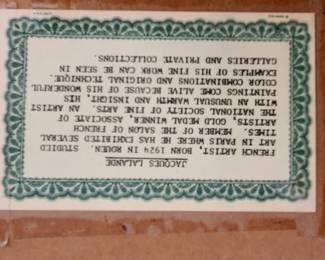 JACQUES LALANDE
FRENCH ARTIST, BORN 1924 IN ROUEN. STUDIED
ART IN PARIS WHERE HE HAS EXHIBITED SEVERAL
TIMES. MEMBER OF THE SALON OF FRENCH
ARTISTS, GOLD MEDAL WINNER, ASSOCIATE OF
THE NATIONAL SOCIETY OF FINE ARTS. AN ARTIST
WITH AN UNUSUAL WARMTH AND INSIGHT, HIS
PAINTINGS COME ALIVE BECAUSE OF HIS WONDERFUL
COLOR COMBINATIONS AND ORIGINAL TECHNIQUE.
EXAMPLES OF HIS FINE WORK CAN BE SEEN IN
GALLERIES AND PRIVATE COLLECTIONS.